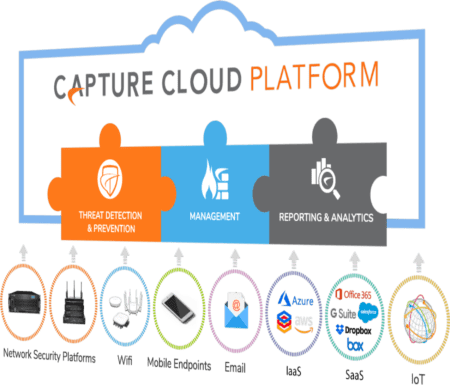 CAPTURE CLOUD PLATFORM
THREAT DETECTION
& PREVENTION
MANAGEMENT
REPORTING & ANALYTICS
Azure
aws
Office 365
G Suite
salesforce
Dropbox
box
Network Security Platforms
Wifi
Mobile Endpoints
Email
IaaS
SaaS
IoT